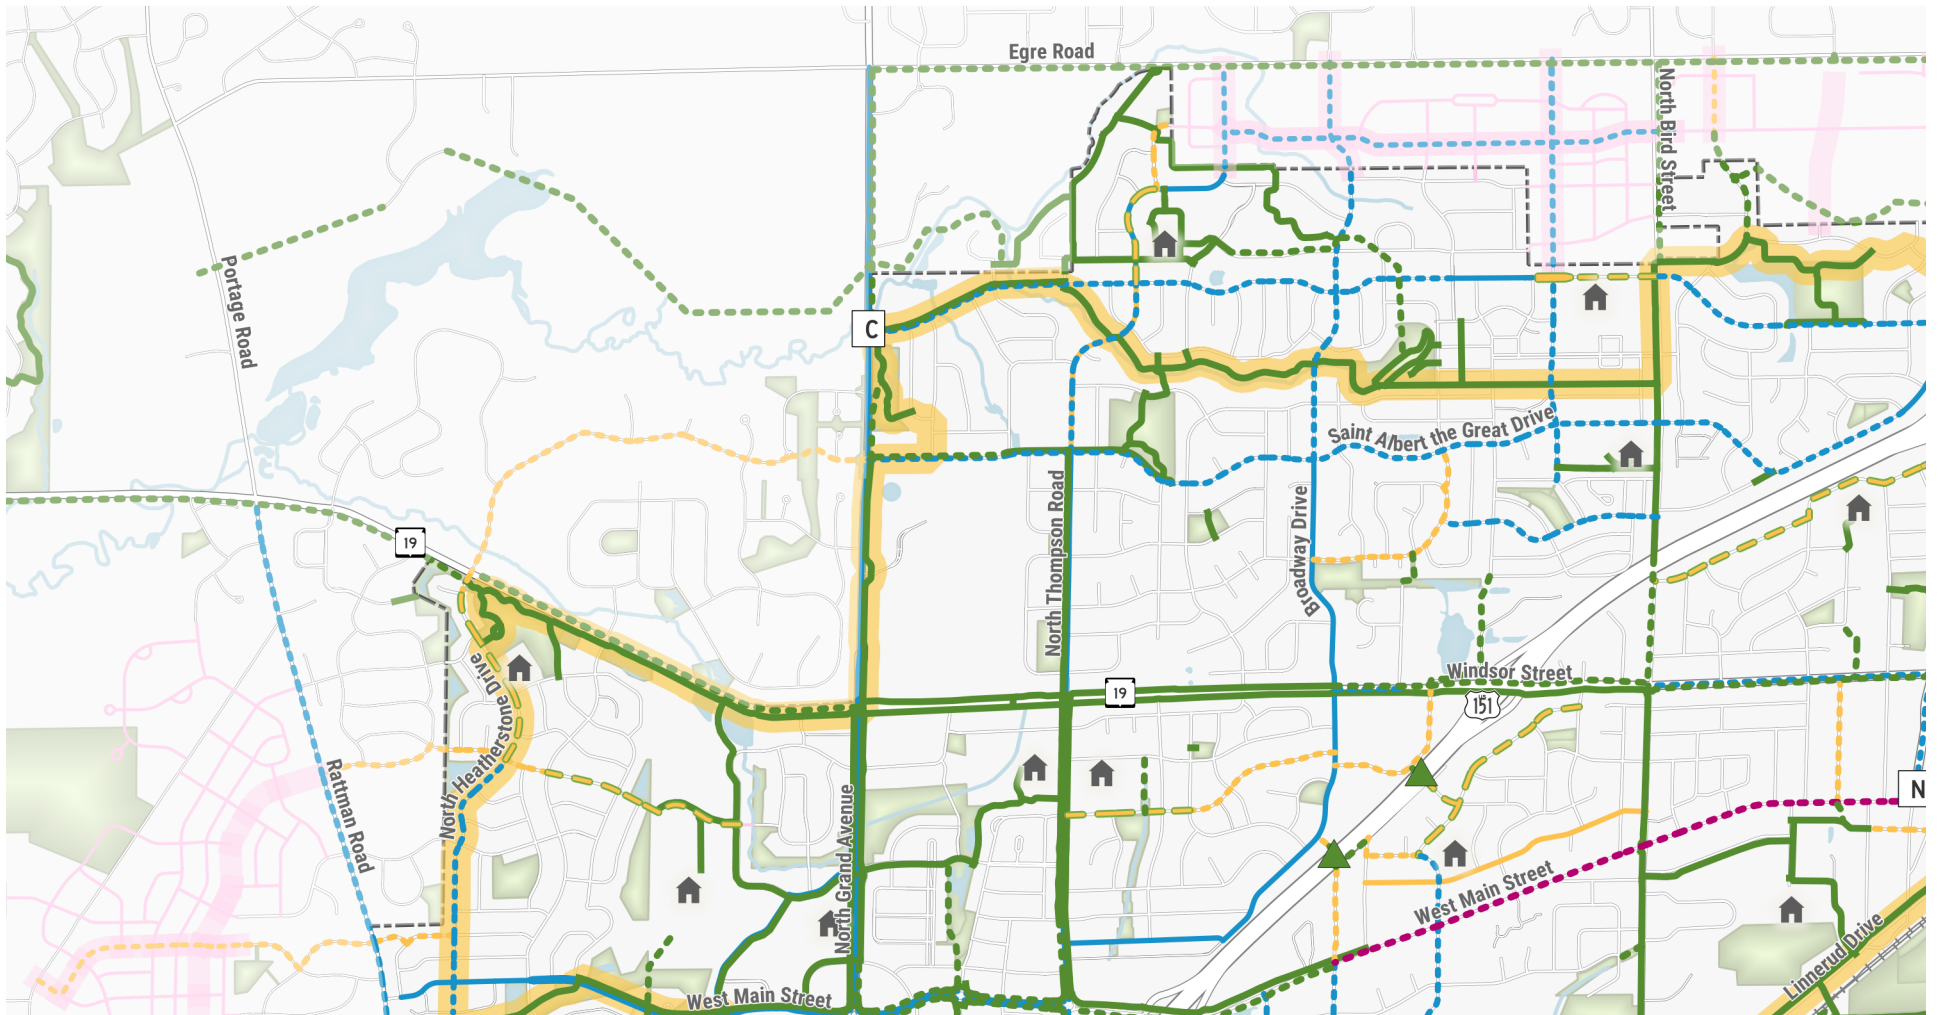 Egre Road
North Bird Street
Portage Road
C
Saint Albert the Great Drive
North Thompson Road
Broadway Drive
19
North Heatherstone Drive
Windsor Street
19
US
151
Rattman Road
North Grand Avenue
N
West Main Street
Linnerud Drive
West Main Street